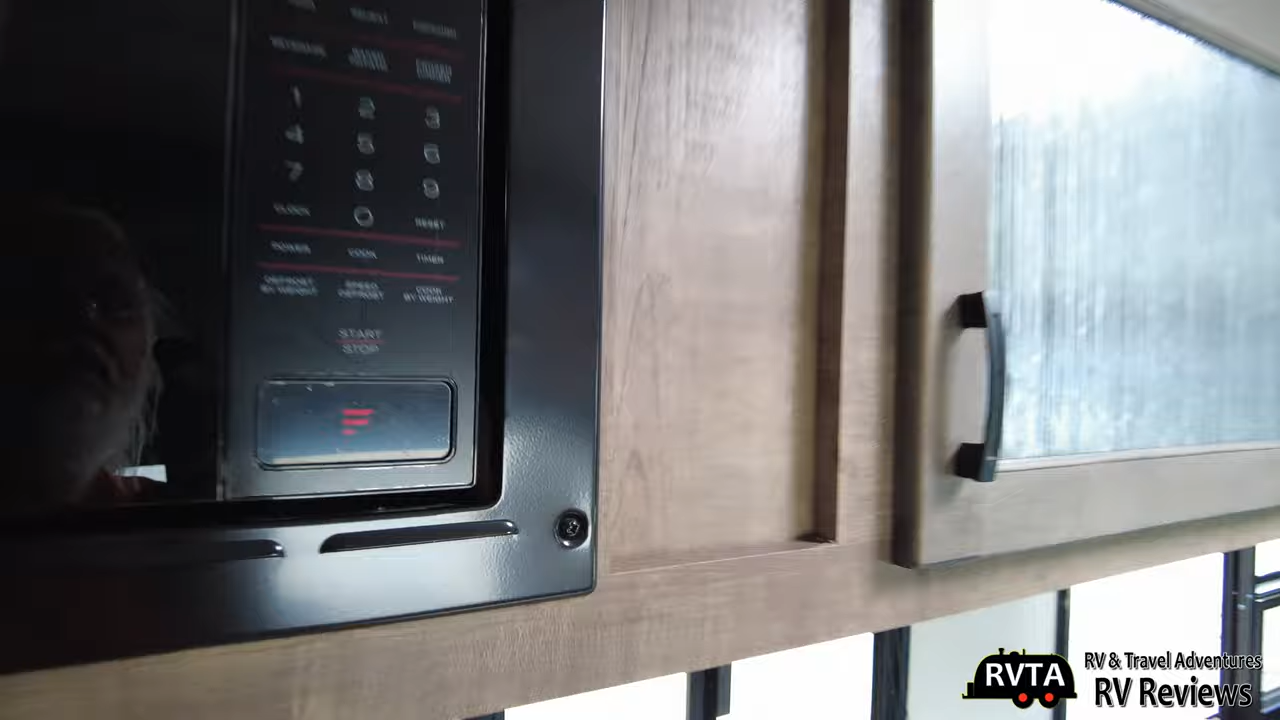 1 2 3
4 5 6
7 8 9
CLOCK 0 RESET
POWER COOK TIMER
DEFROST BY WEIGHT SPEED DEFROST COOK BY WEIGHT
START
STOP
RVTA
RV & Travel Adventures
RV Reviews